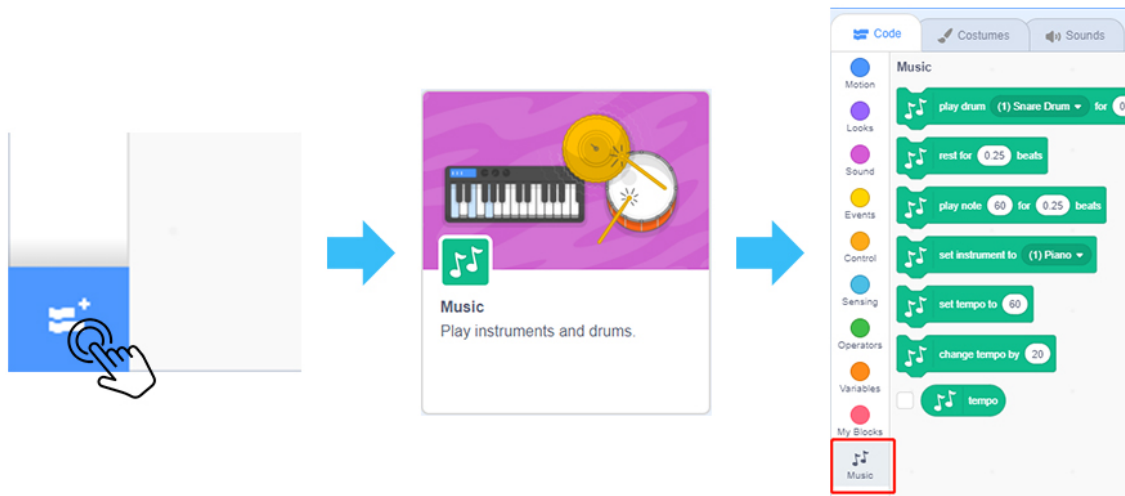 Music
Play instruments and drums.
Code Costumes Sounds
Motion
Looks
Sound
Events
Control
Sensing
Operators
Variables
My Blocks
Music
Music
play drum (1) Snare Drum for 0
rest for 0.25 beats
play note 60 for 0.25 beats
set instrument to (1) Piano
set tempo to 60
change tempo by 20
tempo